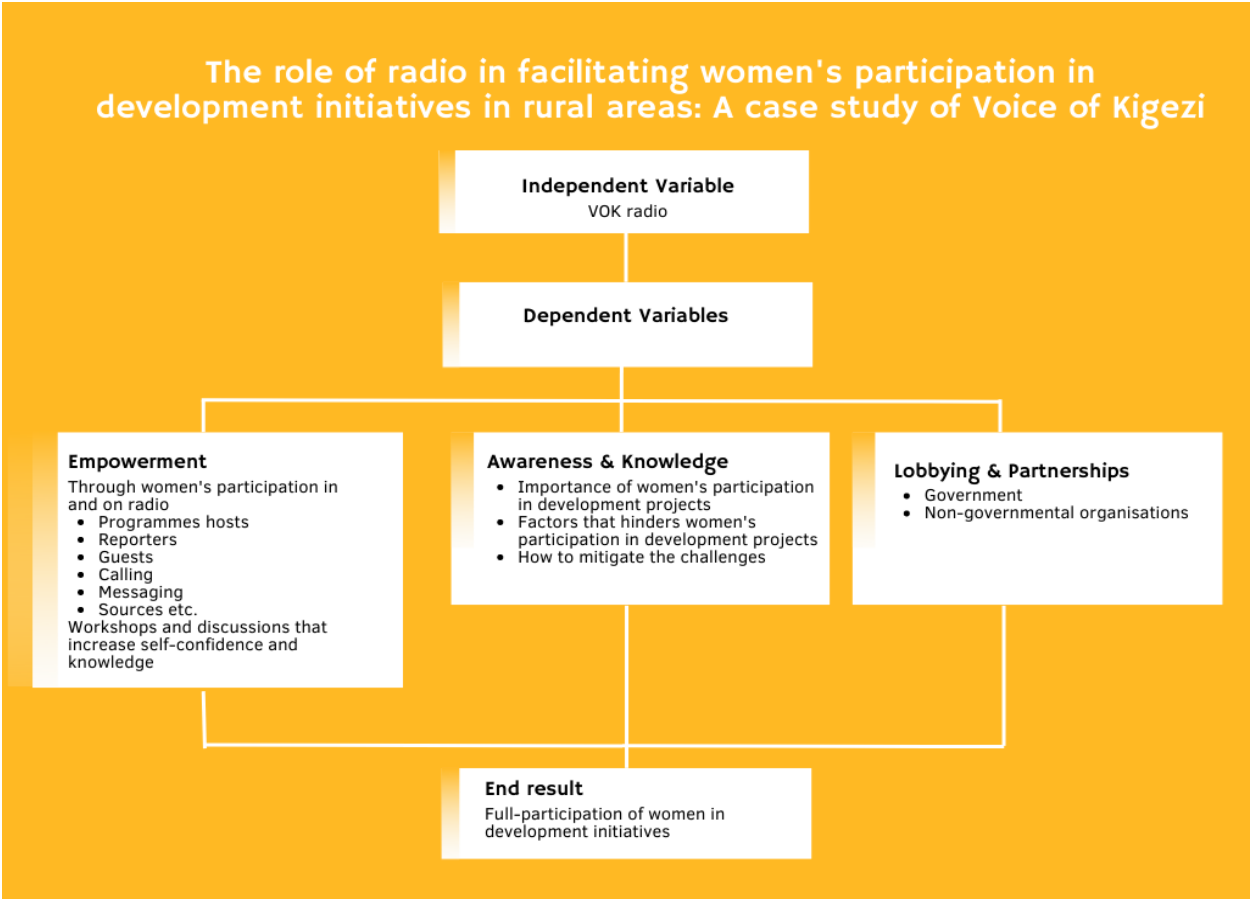 The role of radio in facilitating women's participation in
development initiatives in rural areas: A case study of Voice of Kigezi
Independent Variable
VOK radio
Dependent Variables
Empowerment
Through women's participation in
and on radio
• Programmes hosts
• Reporters
• Guests
• Calling
• Messaging
• Sources etc.
Workshops and discussions that
increase self-confidence and
knowledge
Awareness & Knowledge
• Importance of women's participation
in development projects
• Factors that hinders women's
participation in development projects
• How to mitigate the challenges
Lobbying & Partnerships
• Government
• Non-governmental organisations
End result
Full-participation of women in
development initiatives